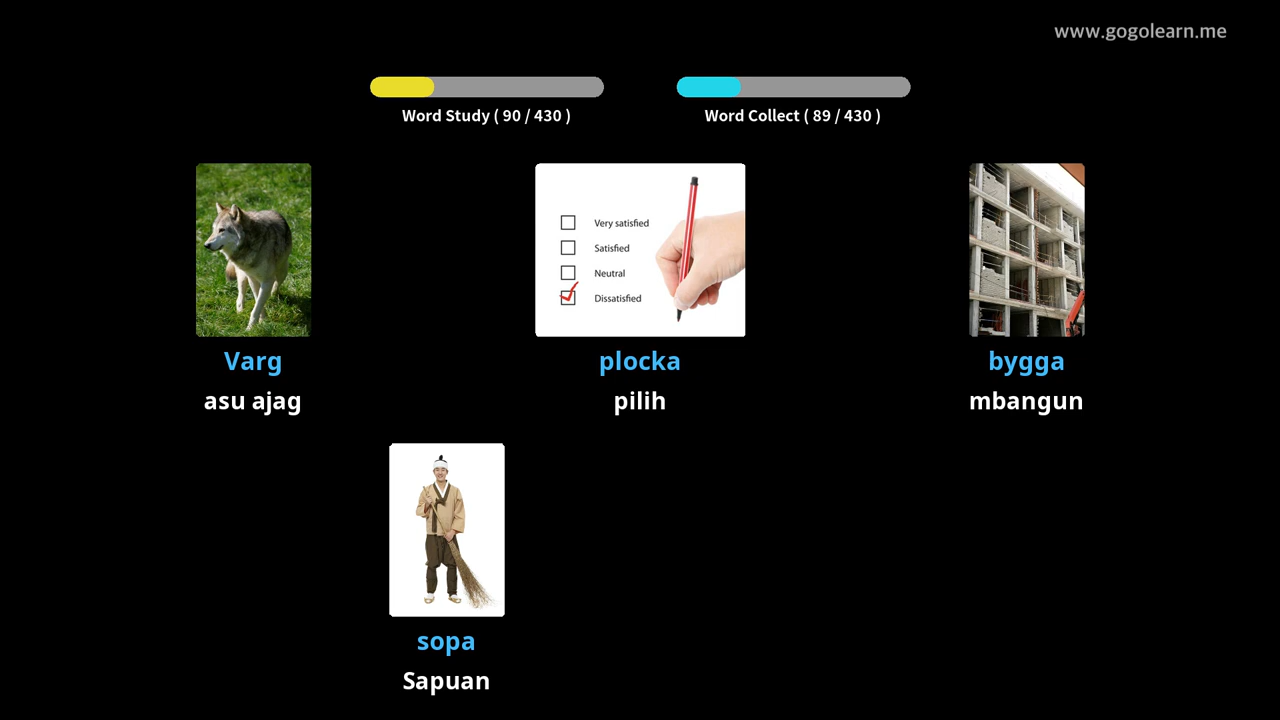 www.gogolearn.me
Word Study ( 90 / 430 )
Word Collect ( 89 / 430 )
Very satisfied
Satisfied
Neutral
Dissatisfied
Varg
asu ajag
plocka
pilih
bygga
mbangun
sopa
Sapuan